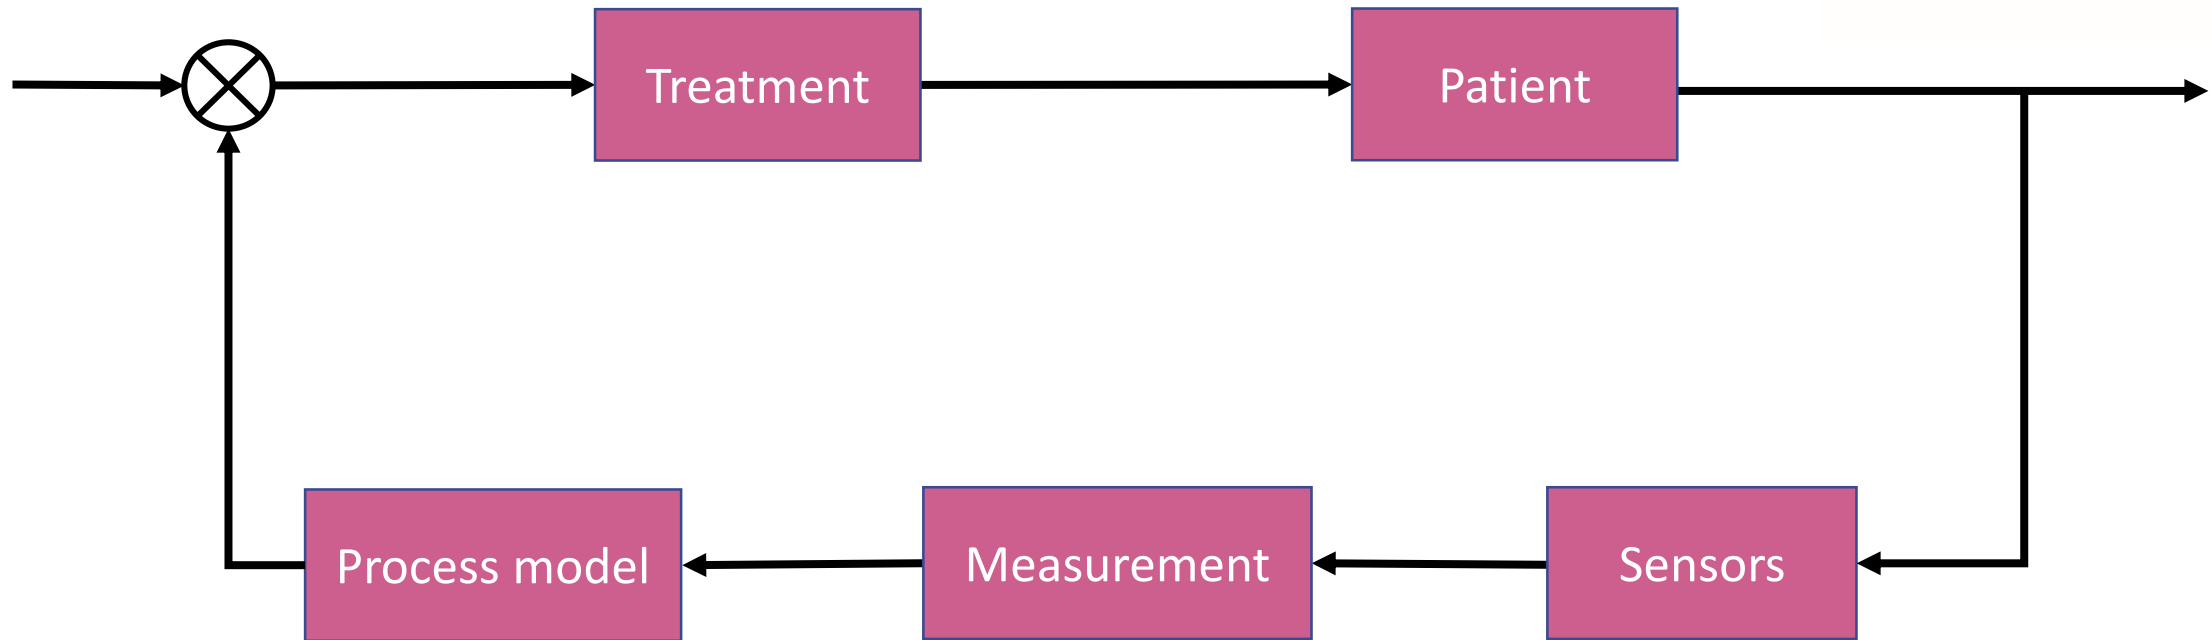 Treatment
Patient
Process model
Measurement
Sensors